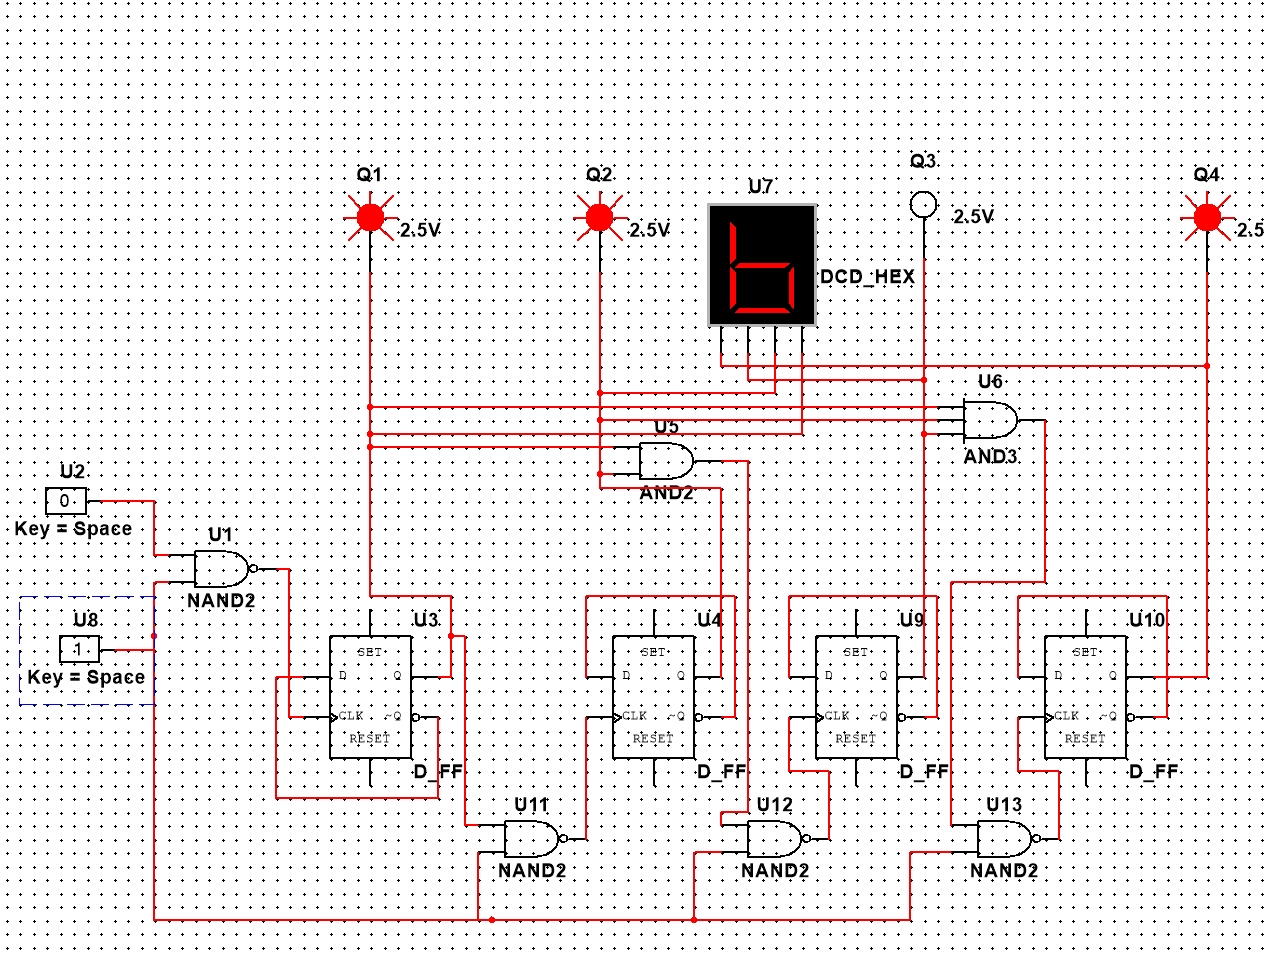 Q3
Q1
Q2
U7
Q4
2.5V
2.5V
2.5V
2.5
b
DCD_HEX
U6
U5
AND3
U2
0
AND2
Key = Space
U1
NAND2
U8
U3
U4
U9
U10
1
SET
SET
SET
SET
Key = Space
D Q
D Q
D Q
D Q
CLK ~Q
CLK ~Q
CLK ~Q
CLK ~Q
RESET
RESET
RESET
RESET
D_FF
D_FF
D_FF
D_FF
U11
U12
U13
NAND2
NAND2
NAND2